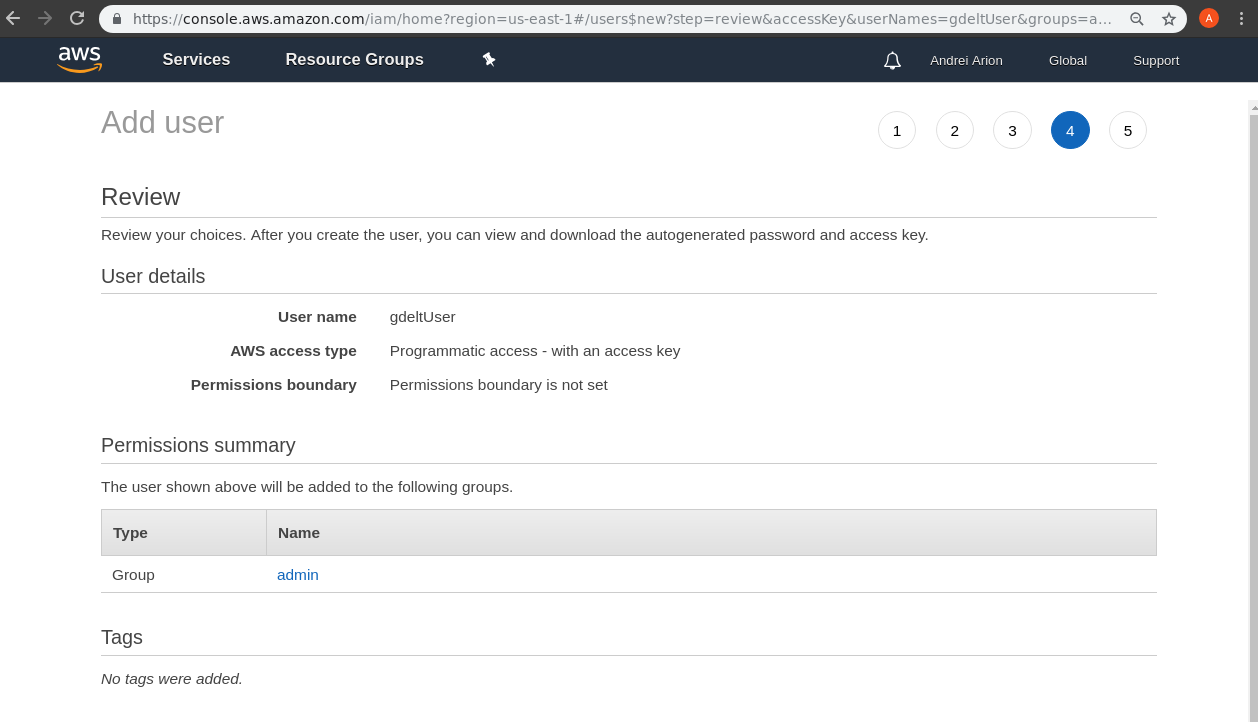 https://console.aws.amazon.com/iam/home?region=us-east-1#/users$new?step=review&accessKey&userNames=gdeltUser&groups=a...
A
aws
Services Resource Groups Andrei Arion Global Support
Add user
1 2 3 4 5
Review
Review your choices. After you create the user, you can view and download the autogenerated password and access key.
User details
User name gdeltUser
AWS access type Programmatic access - with an access key
Permissions boundary Permissions boundary is not set
Permissions summary
The user shown above will be added to the following groups.
Type Name
Group admin
Tags
No tags were added.